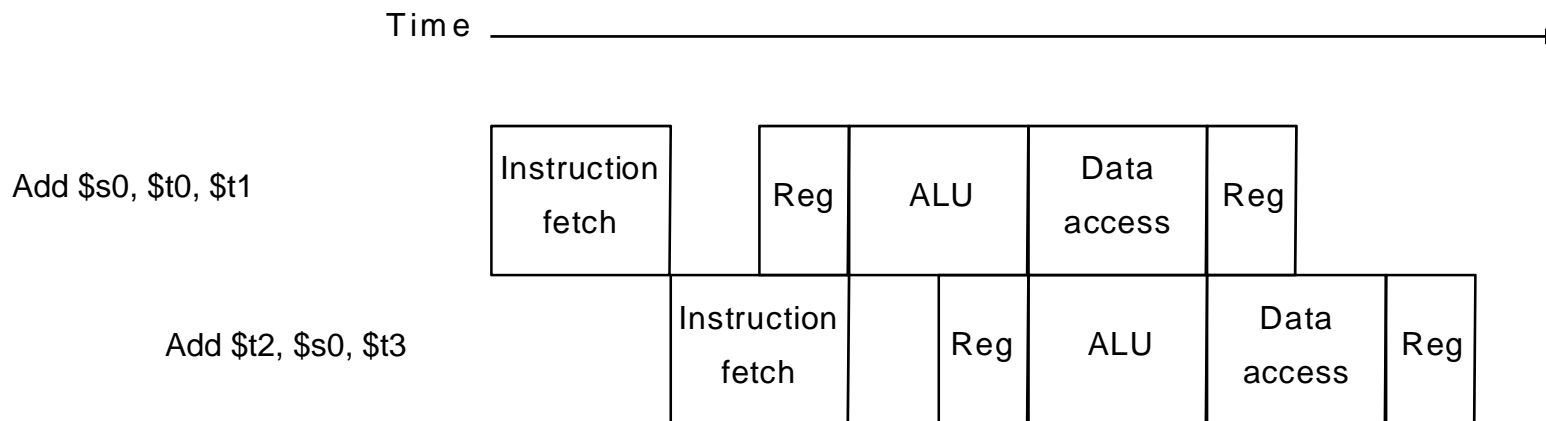 Time
Add $s0, $t0, $t1
Instruction
fetch
Reg
ALU
Data
access
Reg
Add $t2, $s0, $t3
Instruction
fetch
Reg
ALU
Data
access
Reg